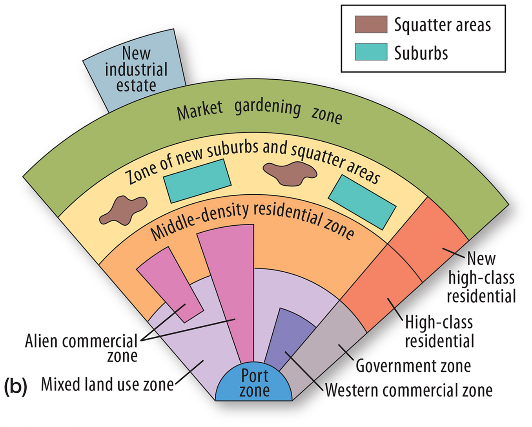 Squatter areas
Suburbs
New
industrial
estate
Market gardening zone
Zone of new suburbs and squatter areas
Middle-density residential zone
New
high-class
residential
High-class
residential
Alien commercial
zone
Government zone
Port
zone
(b)
Mixed land use zone
Western commercial zone